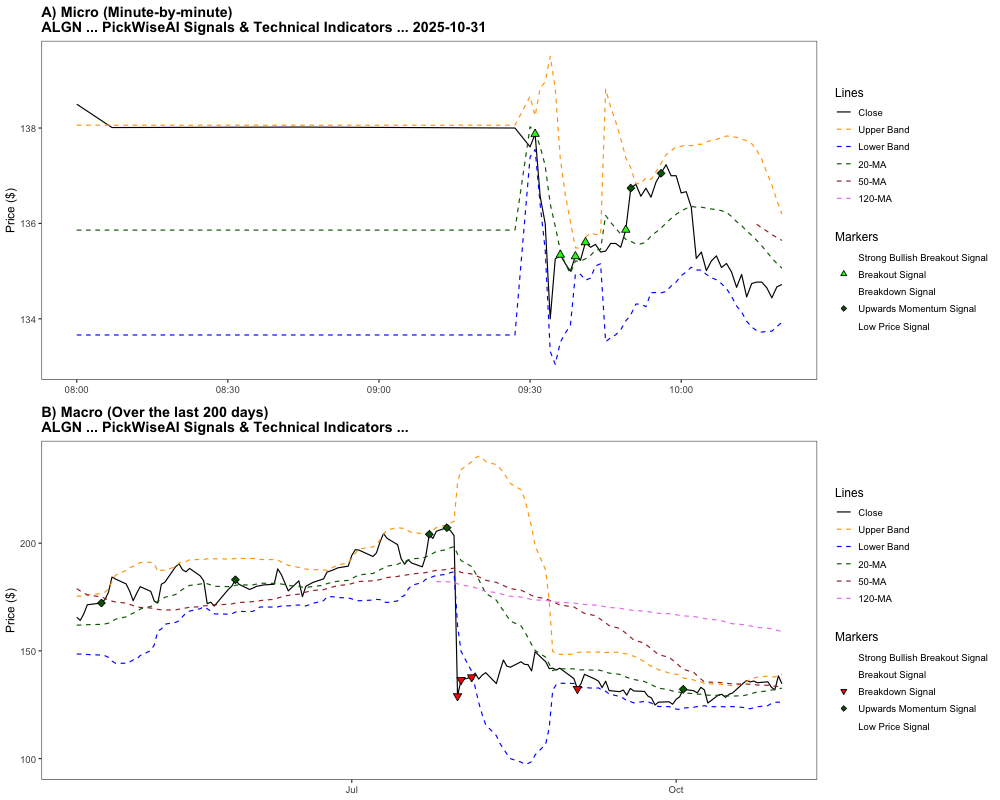 A) Micro (Minute-by-minute)
ALGN ... PickWiseAI Signals & Technical Indicators ... 2025-10-31
Price ($)
138
136
134
08:00
08:30
09:00
09:30
10:00
Lines
Close
Upper Band
Lower Band
20-MA
50-MA
120-MA
Markers
Strong Bullish Breakout Signal
Breakout Signal
Breakdown Signal
Upwards Momentum Signal
Low Price Signal
B) Macro (Over the last 200 days)
ALGN ... PickWiseAI Signals & Technical Indicators ...
Price ($)
200
150
100
Jul
Oct
Lines
Close
Upper Band
Lower Band
20-MA
50-MA
120-MA
Markers
Strong Bullish Breakout Signal
Breakout Signal
Breakdown Signal
Upwards Momentum Signal
Low Price Signal